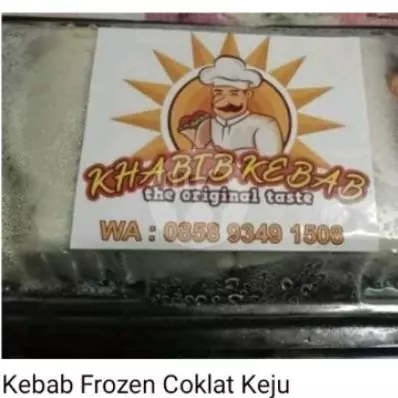 KHABIB KEBAB
the original taste
WA : 0858 9349 1508
Kebab Frozen Coklat Keju